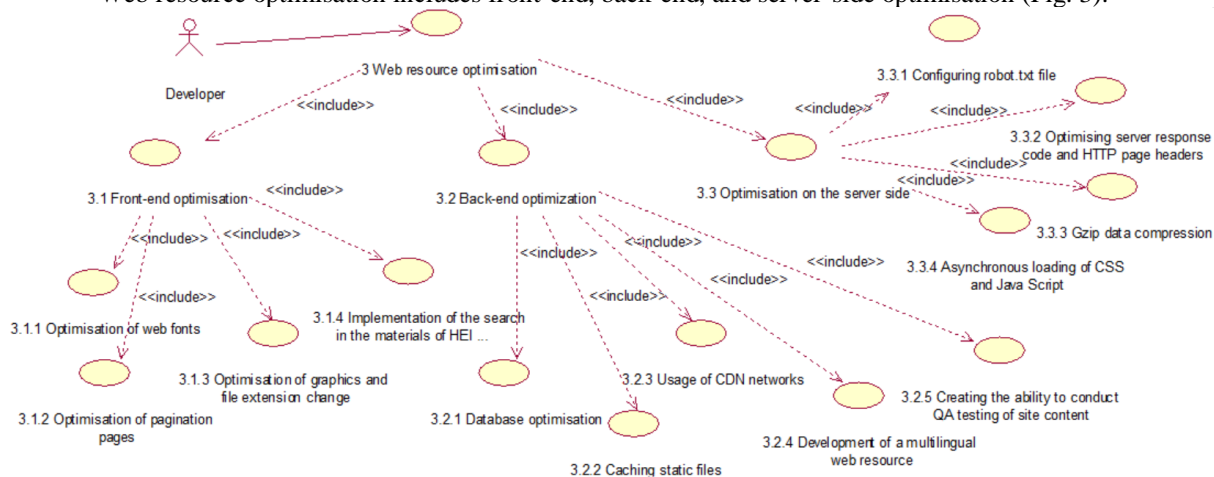 Web resource optimisation includes front-end, back-end, and server-side optimisation (Fig. 3).
Developer
3 Web resource optimisation
<<include>>
<<include>>
<<include>>
3.1 Front-end optimisation
<<include>>
<<include>>
<<include>>
<<include>>
3.1.1 Optimisation of web fonts
3.1.2 Optimisation of pagination
pages
3.1.3 Optimisation of graphics and
file extension change
3.1.4 Implementation of the search
in the materials of HEI ...
3.2 Back-end optimization
<<include>>
<<include>>
<<include>>
<<include>>
<<include>>
3.2.1 Database optimisation
3.2.2 Caching static files
3.2.3 Usage of CDN networks
3.2.4 Development of a multilingual
web resource
3.2.5 Creating the ability to conduct
QA testing of site content
3.3 Optimisation on the server side
<<include>>
<<include>>
<<include>>
<<include>>
3.3.1 Configuring robot.txt file
3.3.2 Optimising server response
code and HTTP page headers
3.3.3 Gzip data compression
3.3.4 Asynchronous loading of CSS
and Java Script